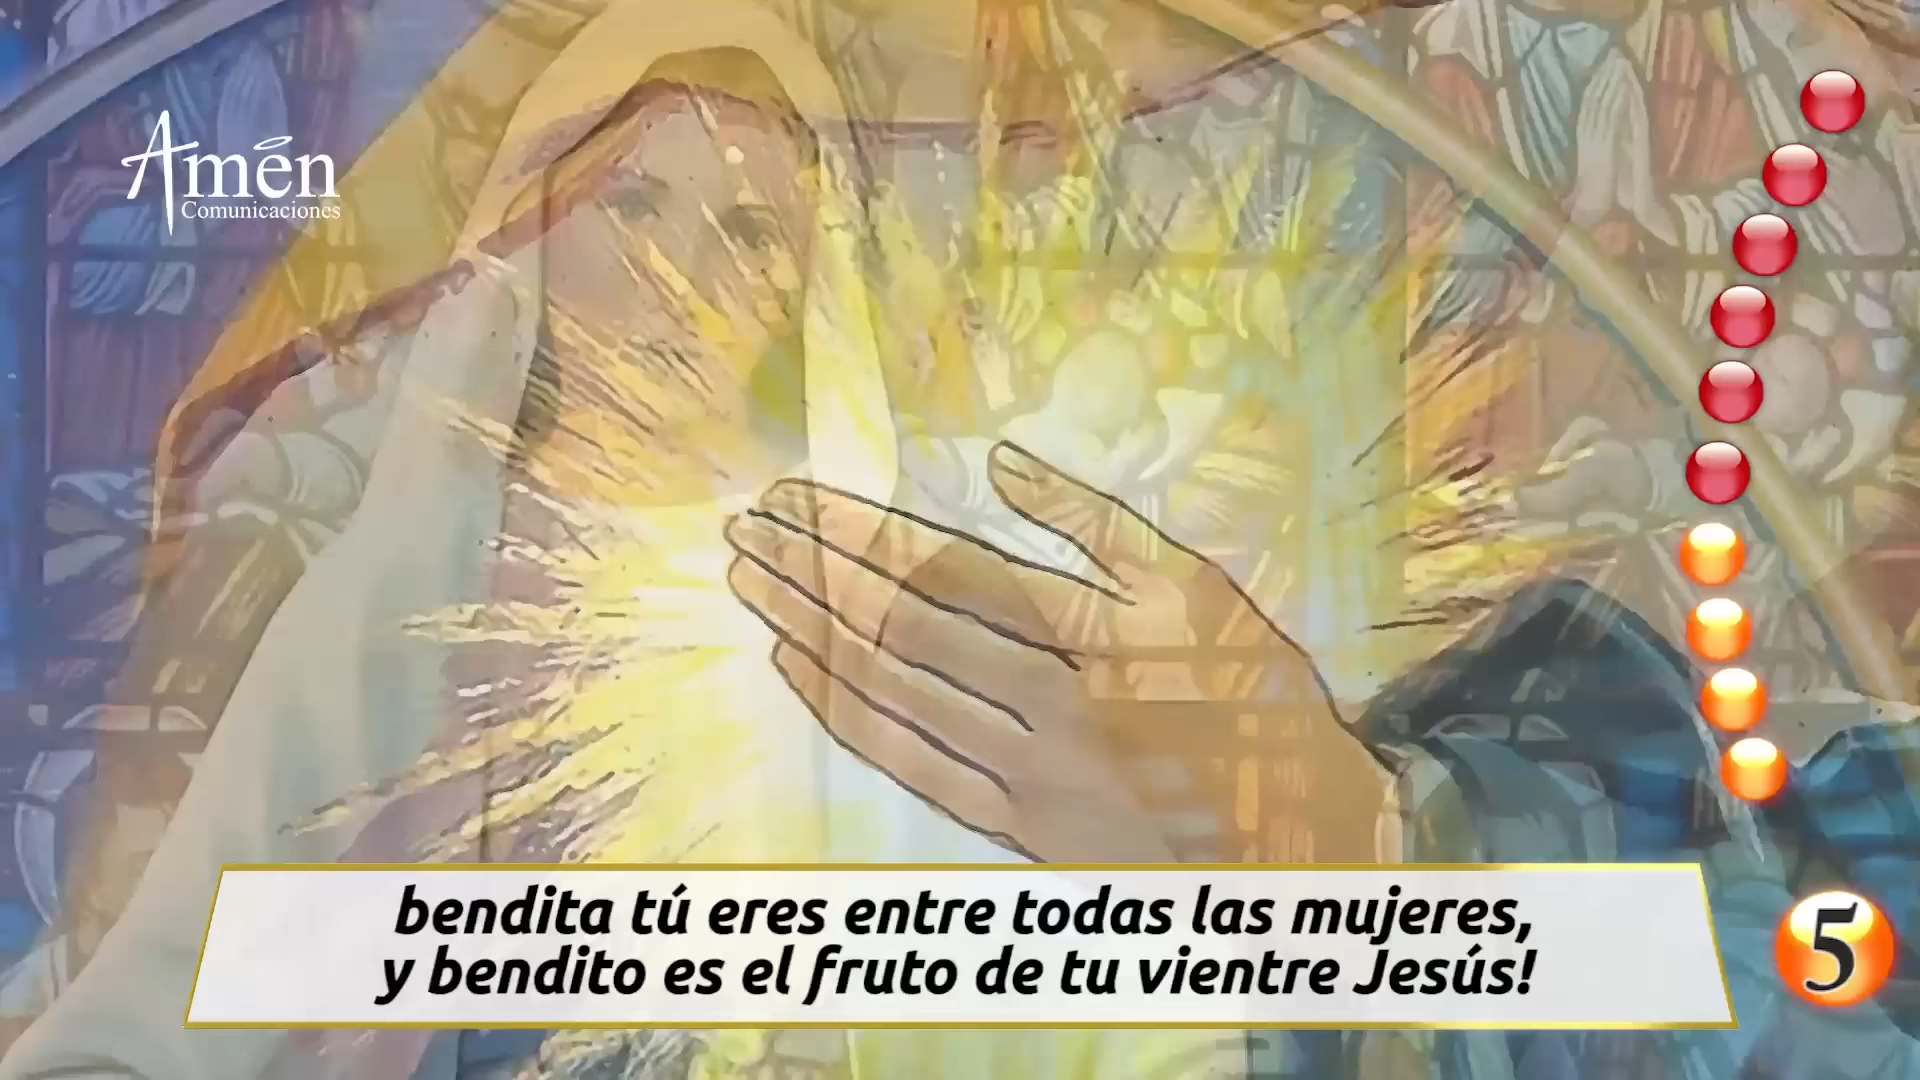 Amén
Comunicaciones
bendita tú eres entre todas las mujeres,
y bendito es el fruto de tu vientre Jesús!
5